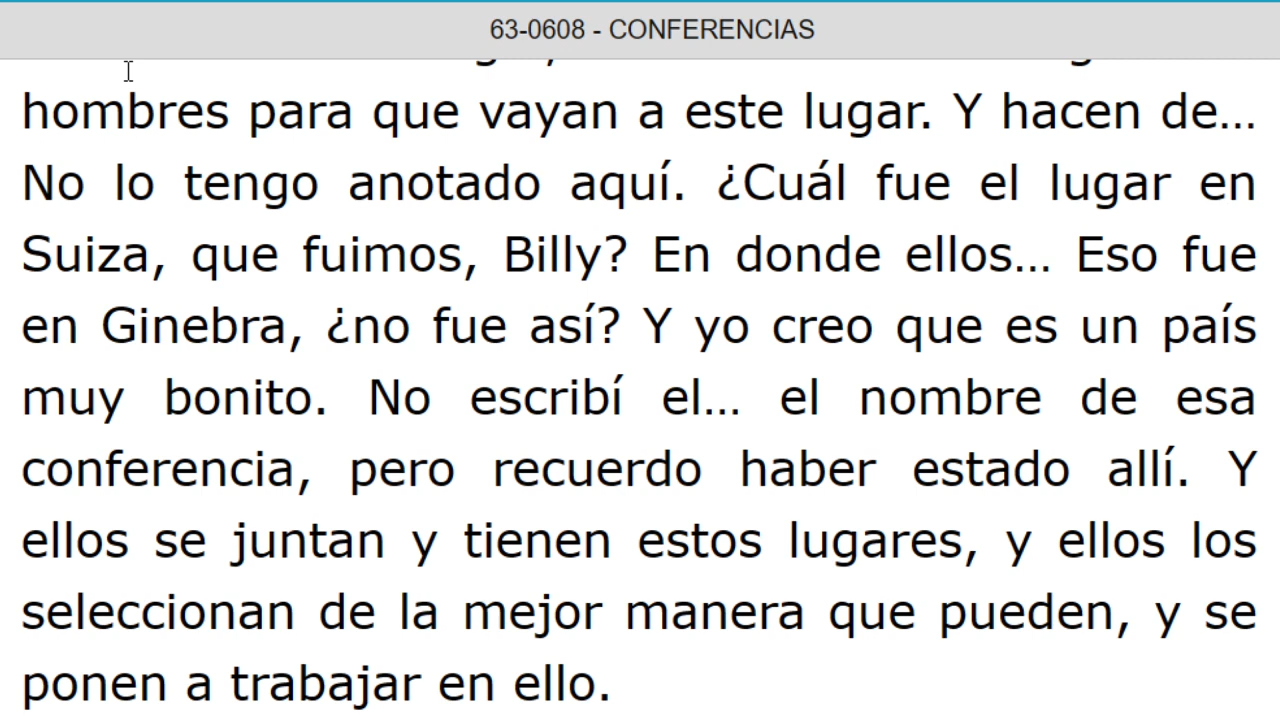 63-0608 - CONFERENCIAS
hombres para que vayan a este lugar. Y hacen de…
No lo tengo anotado aquí. ¿Cuál fue el lugar en
Suiza, que fuimos, Billy? En donde ellos… Eso fue
en Ginebra, ¿no fue así? Y yo creo que es un país
muy bonito. No escribí el… el nombre de esa
conferencia, pero recuerdo haber estado allí. Y
ellos se juntan y tienen estos lugares, y ellos los
seleccionan de la mejor manera que pueden, y se
ponen a trabajar en ello.